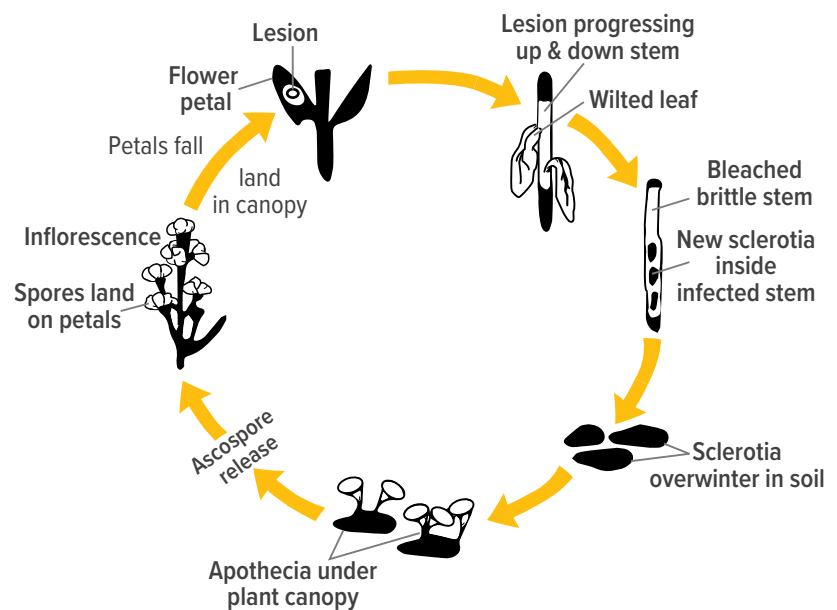 Lesion
Flower
petal
Lesion progressing
up & down stem
Wilted leaf
Bleached
brittle stem
New sclerotia
inside
infected stem
Sclerotia
overwinter in soil
Apothecia under
plant canopy
Ascospore
release
Spores land
on petals
Inflorescence
Petals fall
land
in canopy